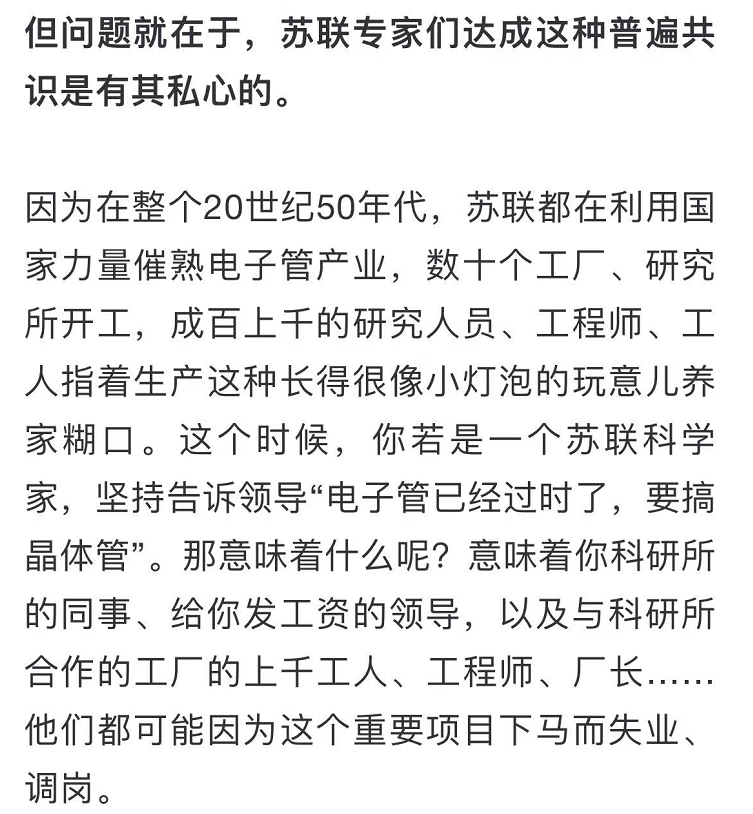 但问题就在于，苏联专家们达成这种普遍共
识是有其私心的。
因为在整个20世纪50年代，苏联都在利用国
家力量催熟电子管产业，数十个工厂、研究
所开工，成百上千的研究人员、工程师、工
人指着生产这种长得很像小灯泡的玩意儿养
家糊口。这个时候，你若是一个苏联科学
家，坚持告诉领导“电子管已经过时了，要搞
晶体管”。那意味着什么呢？意味着你科研所
的同事、给你发工资的领导，以及与科研所
合作的工厂的上千工人、工程师、厂长……
他们都可能因为这个重要项目下马而失业、
调岗。